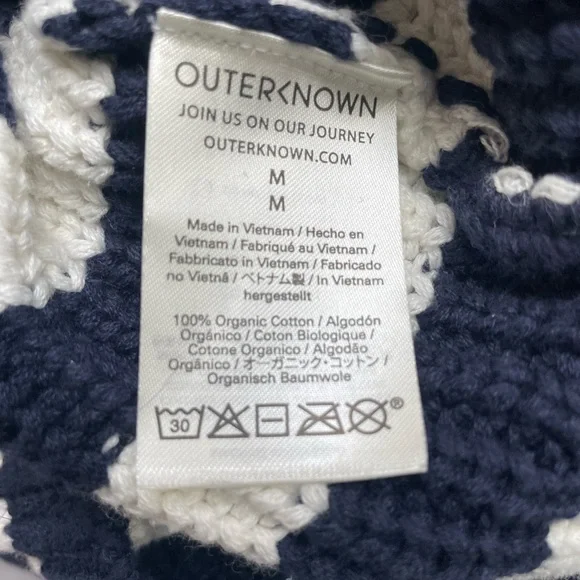 OUTERKNOWN
JOIN US ON OUR JOURNEY
OUTERKNOWN.COM
M
M
Made in Vietnam / Hecho en
Vietnam / Fabriqué au Vietnam /
Fabbricato in Vietnam / Fabricado
no Vietnã / ベトナム製 / In Vietnam
hergestellt
100% Organic Cotton / Algodón
Orgánico / Coton Biologique /
Cotone Organico / Algodão
Orgânico / オーガニック・コットン /
Organisch Baumwole
30 ®